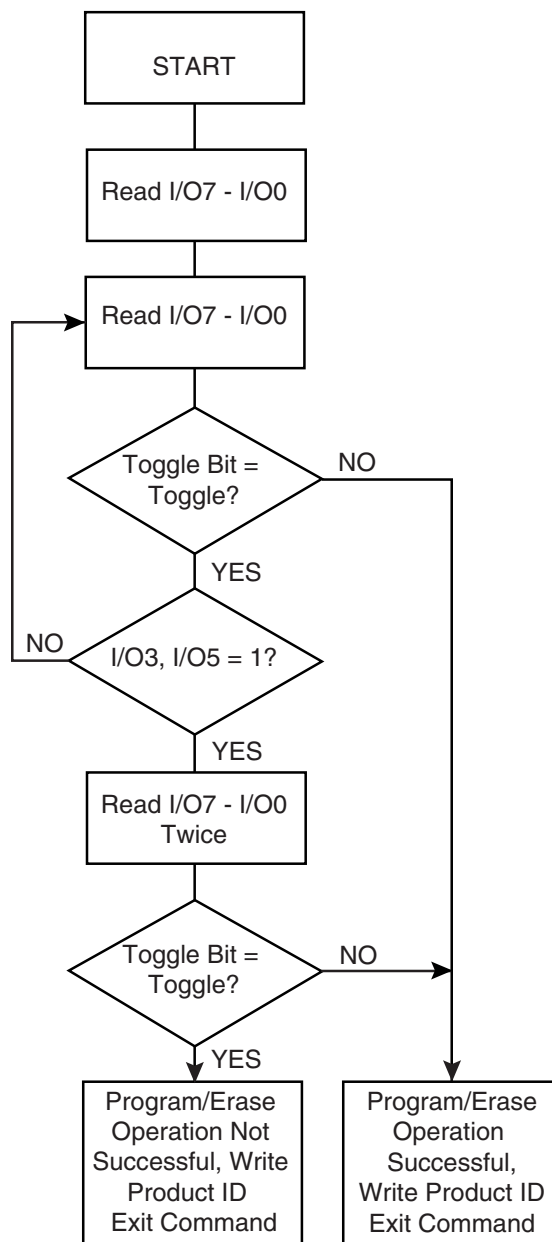 START
Read I/O7 - I/O0
Read I/O7 - I/O0
Toggle Bit =
Toggle?
NO
YES
NO
I/O3, I/O5 = 1?
YES
Read I/O7 - I/O0
Twice
Toggle Bit =
Toggle?
NO
YES
Program/Erase
Operation Not
Successful, Write
Product ID
Exit Command
Program/Erase
Operation
Successful,
Write Product ID
Exit Command